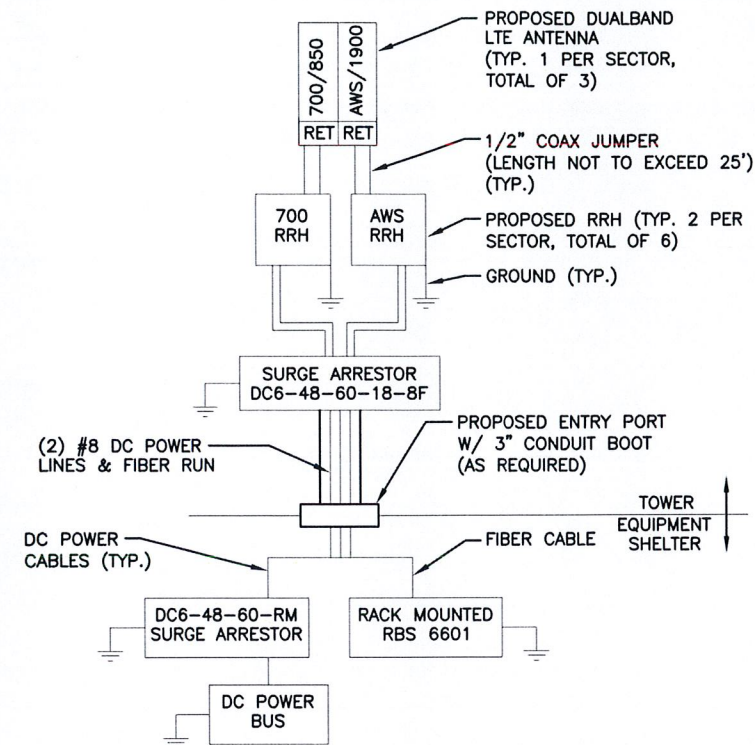 PROPOSED DUALBAND
LTE ANTENNA
(TYP. 1 PER SECTOR,
TOTAL OF 3)
700/850
AWS/1900
RET
RET
1/2" COAX JUMPER
(LENGTH NOT TO EXCEED 25')
(TYP.)
700
RRH
AWS
RRH
PROPOSED RRH (TYP. 2 PER
SECTOR, TOTAL OF 6)
GROUND (TYP.)
SURGE ARRESTOR
DC6-48-60-18-8F
(2) #8 DC POWER
LINES & FIBER RUN
PROPOSED ENTRY PORT
W/ 3" CONDUIT BOOT
(AS REQUIRED)
TOWER
EQUIPMENT
SHELTER
DC POWER
CABLES (TYP.)
FIBER CABLE
DC6-48-60-RM
SURGE ARRESTOR
RACK MOUNTED
RBS 6601
DC POWER
BUS